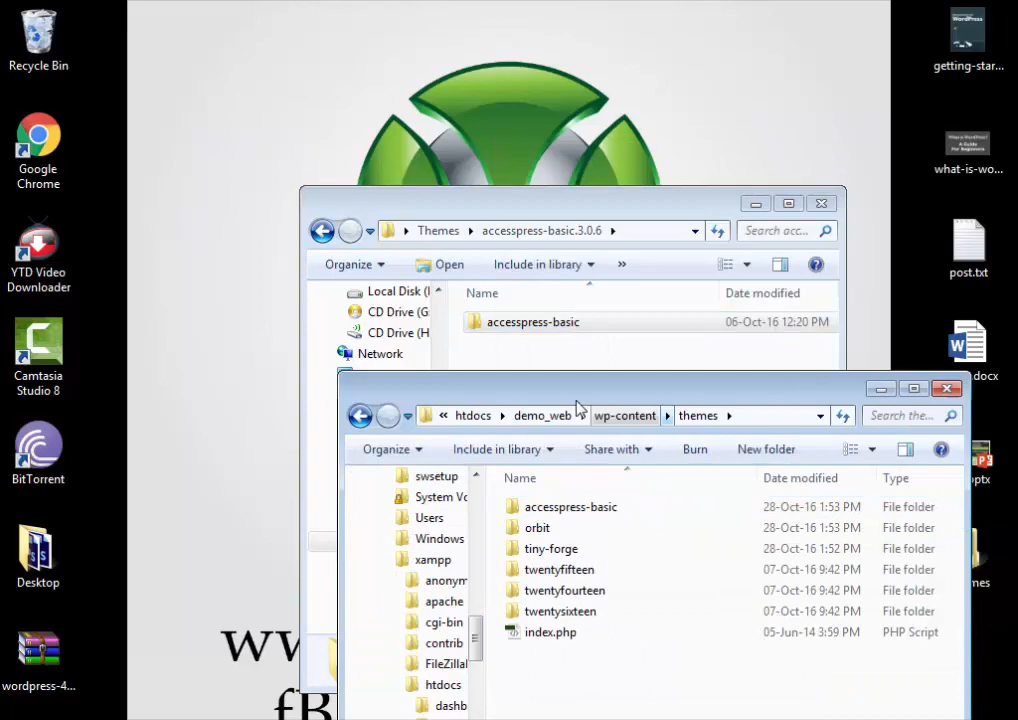 Recycle Bin
Google
Chrome
YTD Video
Downloader
Camtasia
Studio 8
BitTorrent
Desktop
wordpress-4...
getting-star...
WordPress
what-is-wo...
post.txt
.docx
pptx
Themes
accesspress-basic.3.0.6
Search acc...
Organize
Open
Include in library
»
Name
Date modified
Local Disk (
CD Drive (G
CD Drive (H
Network
accesspress-basic
06-Oct-16 12:20 PM
« htdocs demo_web wp-content themes
Search the...
Organize
Include in library
Share with
Burn
New folder
Name
Date modified
Type
swsetup
System Vo
Users
Windows
xampp
anonym
apache
cgi-bin
contrib
FileZilla
htdocs
dashb
accesspress-basic 28-Oct-16 1:53 PM File folder
orbit 28-Oct-16 1:53 PM File folder
tiny-forge 28-Oct-16 1:52 PM File folder
twentyfifteen 07-Oct-16 9:42 PM File folder
twentyfourteen 07-Oct-16 9:42 PM File folder
twentysixteen 07-Oct-16 9:42 PM File folder
index.php 05-Jun-14 3:59 PM PHP Script